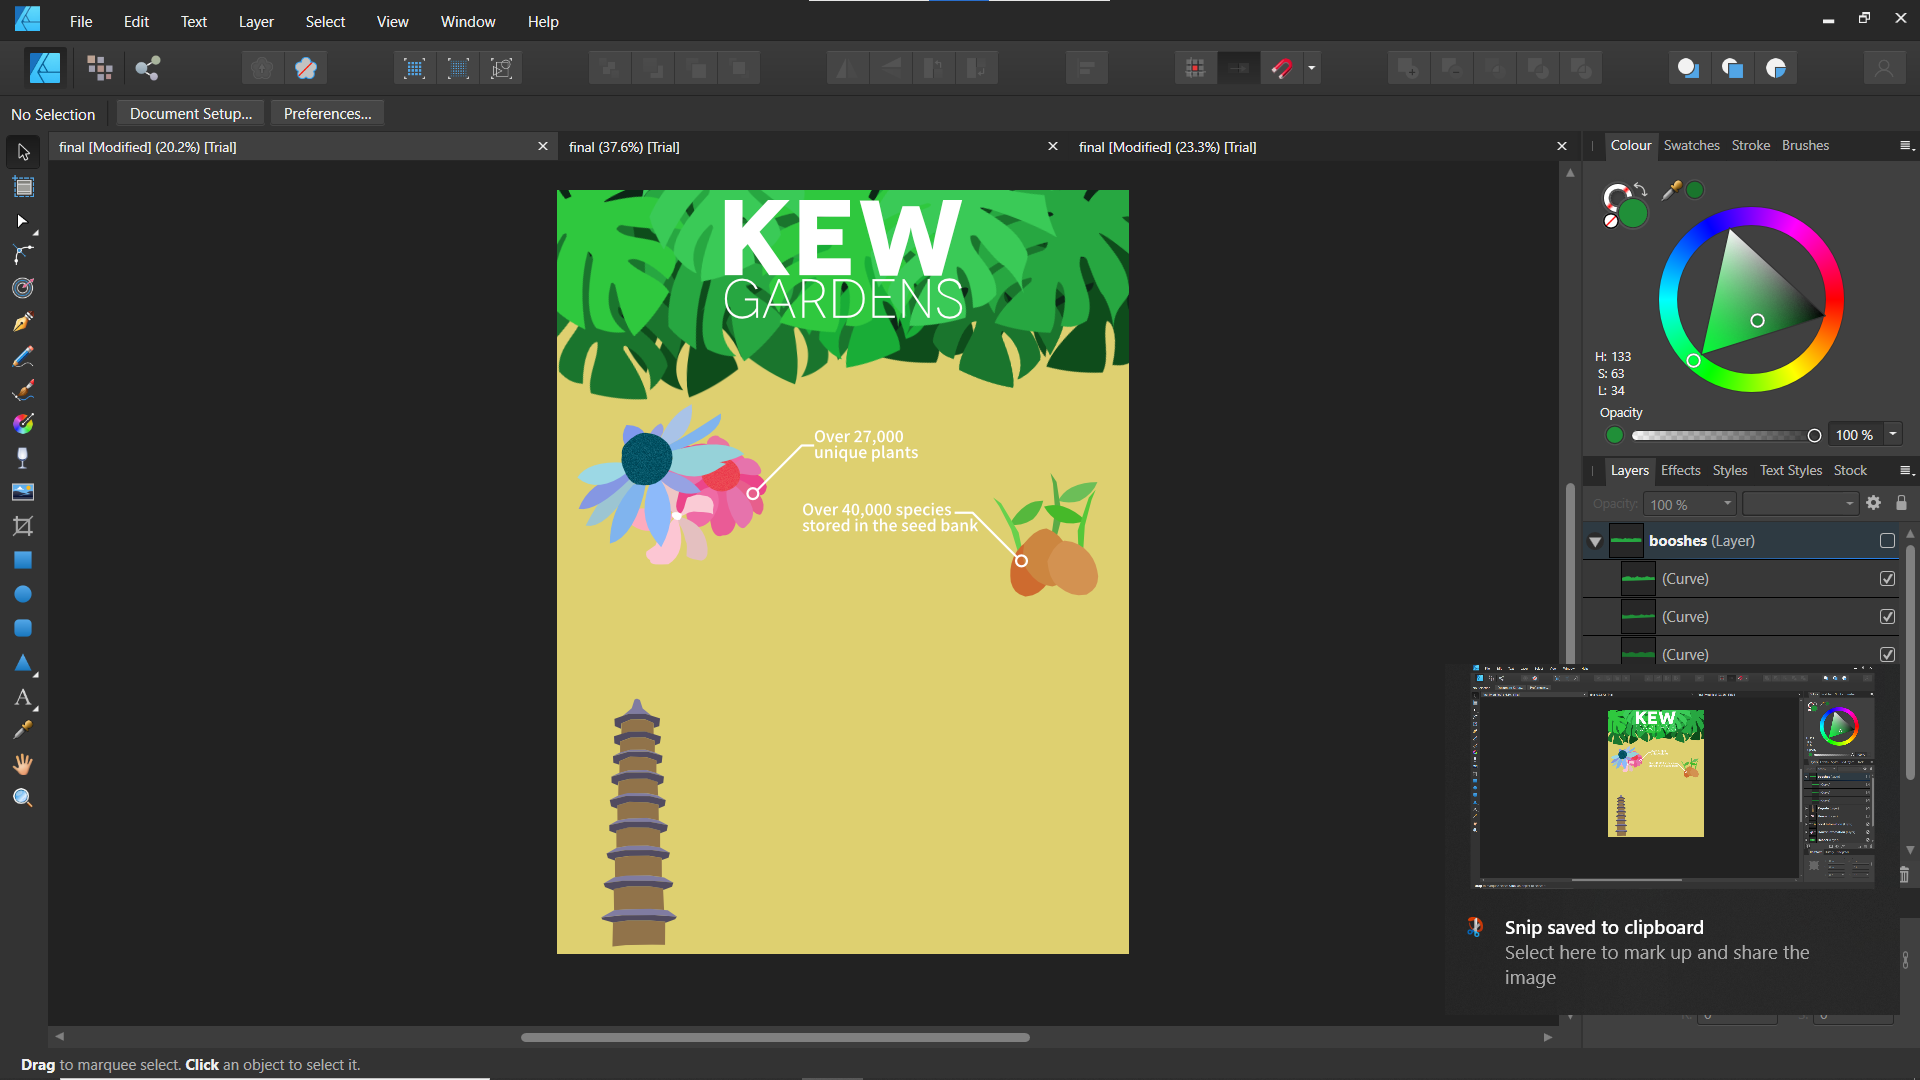 File Edit Text Layer Select View Window Help
No Selection Document Setup... Preferences...
final [Modified] (20.2%) [Trial]
final (37.6%) [Trial]
final [Modified] (23.3%) [Trial]
Colour Swatches Stroke Brushes
KEW
GARDENS
H: 133
S: 63
L: 34
Opacity
100 %
Over 27,000
unique plants
Over 40,000 species
stored in the seed bank
Layers Effects Styles Text Styles Stock
Opacity: 100 %
booshes (Layer)
(Curve)
(Curve)
(Curve)
KEW
Snip saved to clipboard
Select here to mark up and share the
image
Drag to marquee select. Click an object to select it.